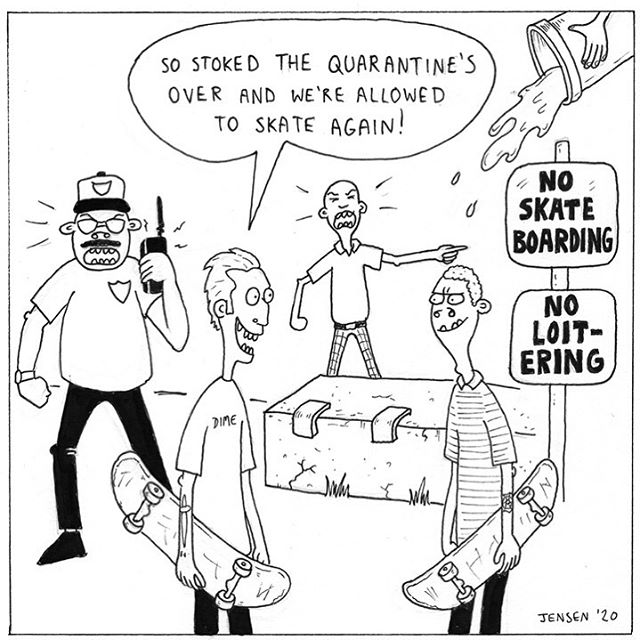 SO STOKED THE QUARANTINE'S
OVER AND WE'RE ALLOWED
TO SKATE AGAIN!
NO
SKATE
BOARDING
NO
LOIT-
ERING
DIME
JENSEN '20